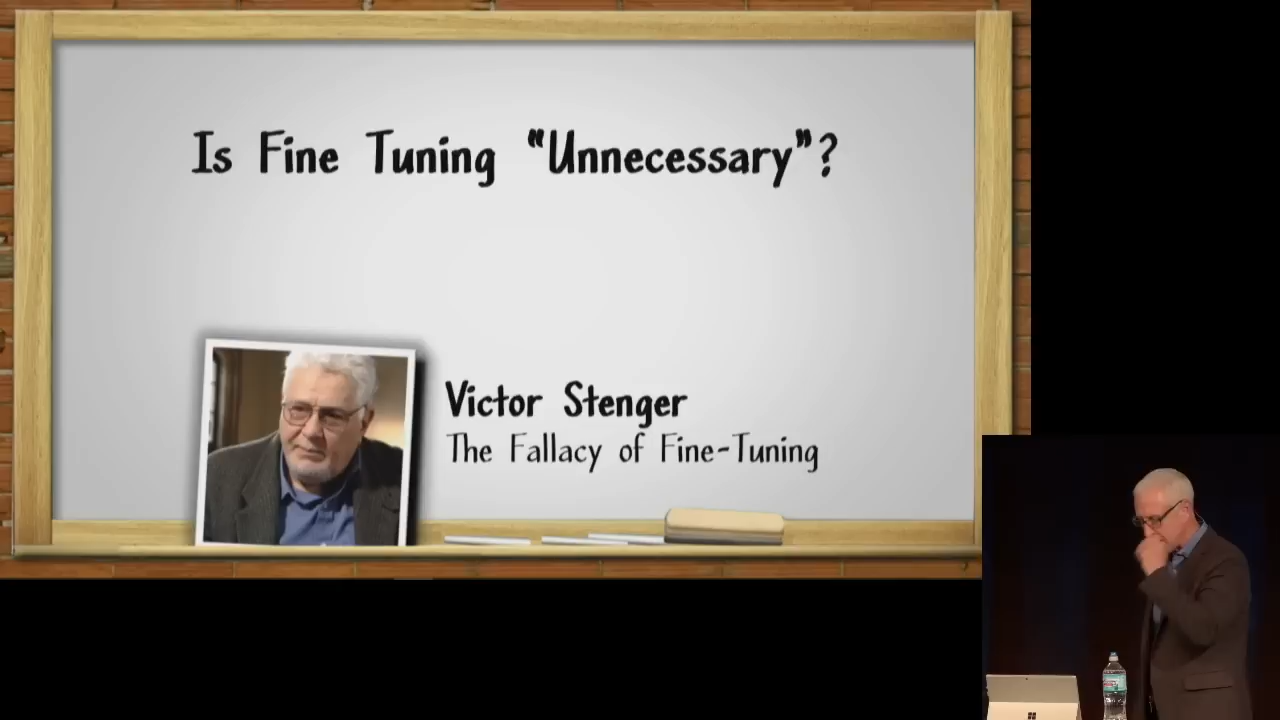 Is Fine Tuning "Unnecessary"?
Victor Stenger
The Fallacy of Fine-Tuning